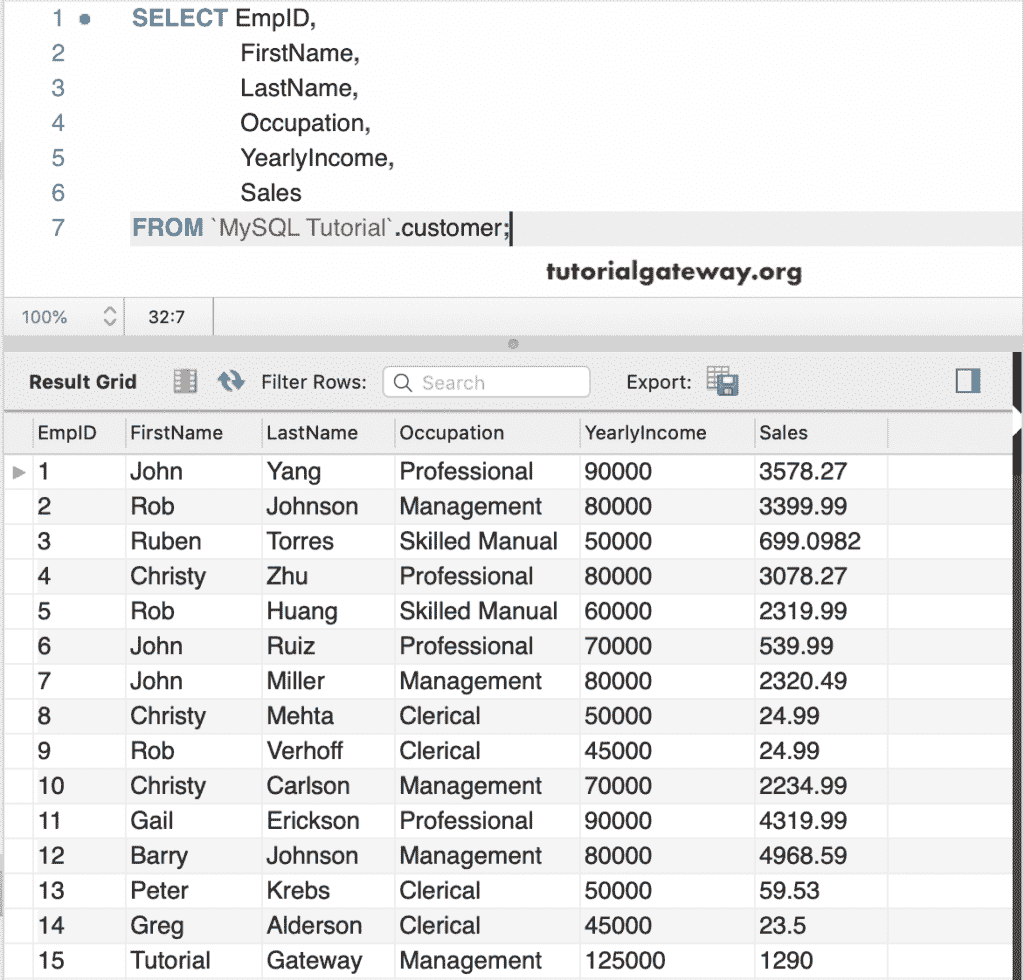 1 SELECT EmpID,
2 FirstName,
3 LastName,
4 Occupation,
5 YearlyIncome,
6 Sales
7 FROM `MySQL Tutorial`.customer;
tutorialgateway.org
100% 32:7
Result Grid Filter Rows: Search Export:
EmpID FirstName LastName Occupation YearlyIncome Sales
1 John Yang Professional 90000 3578.27
2 Rob Johnson Management 80000 3399.99
3 Ruben Torres Skilled Manual 50000 699.0982
4 Christy Zhu Professional 80000 3078.27
5 Rob Huang Skilled Manual 60000 2319.99
6 John Ruiz Professional 70000 539.99
7 John Miller Management 80000 2320.49
8 Christy Mehta Clerical 50000 24.99
9 Rob Verhoff Clerical 45000 24.99
10 Christy Carlson Management 70000 2234.99
11 Gail Erickson Professional 90000 4319.99
12 Barry Johnson Management 80000 4968.59
13 Peter Krebs Clerical 50000 59.53
14 Greg Alderson Clerical 45000 23.5
15 Tutorial Gateway Management 125000 1290